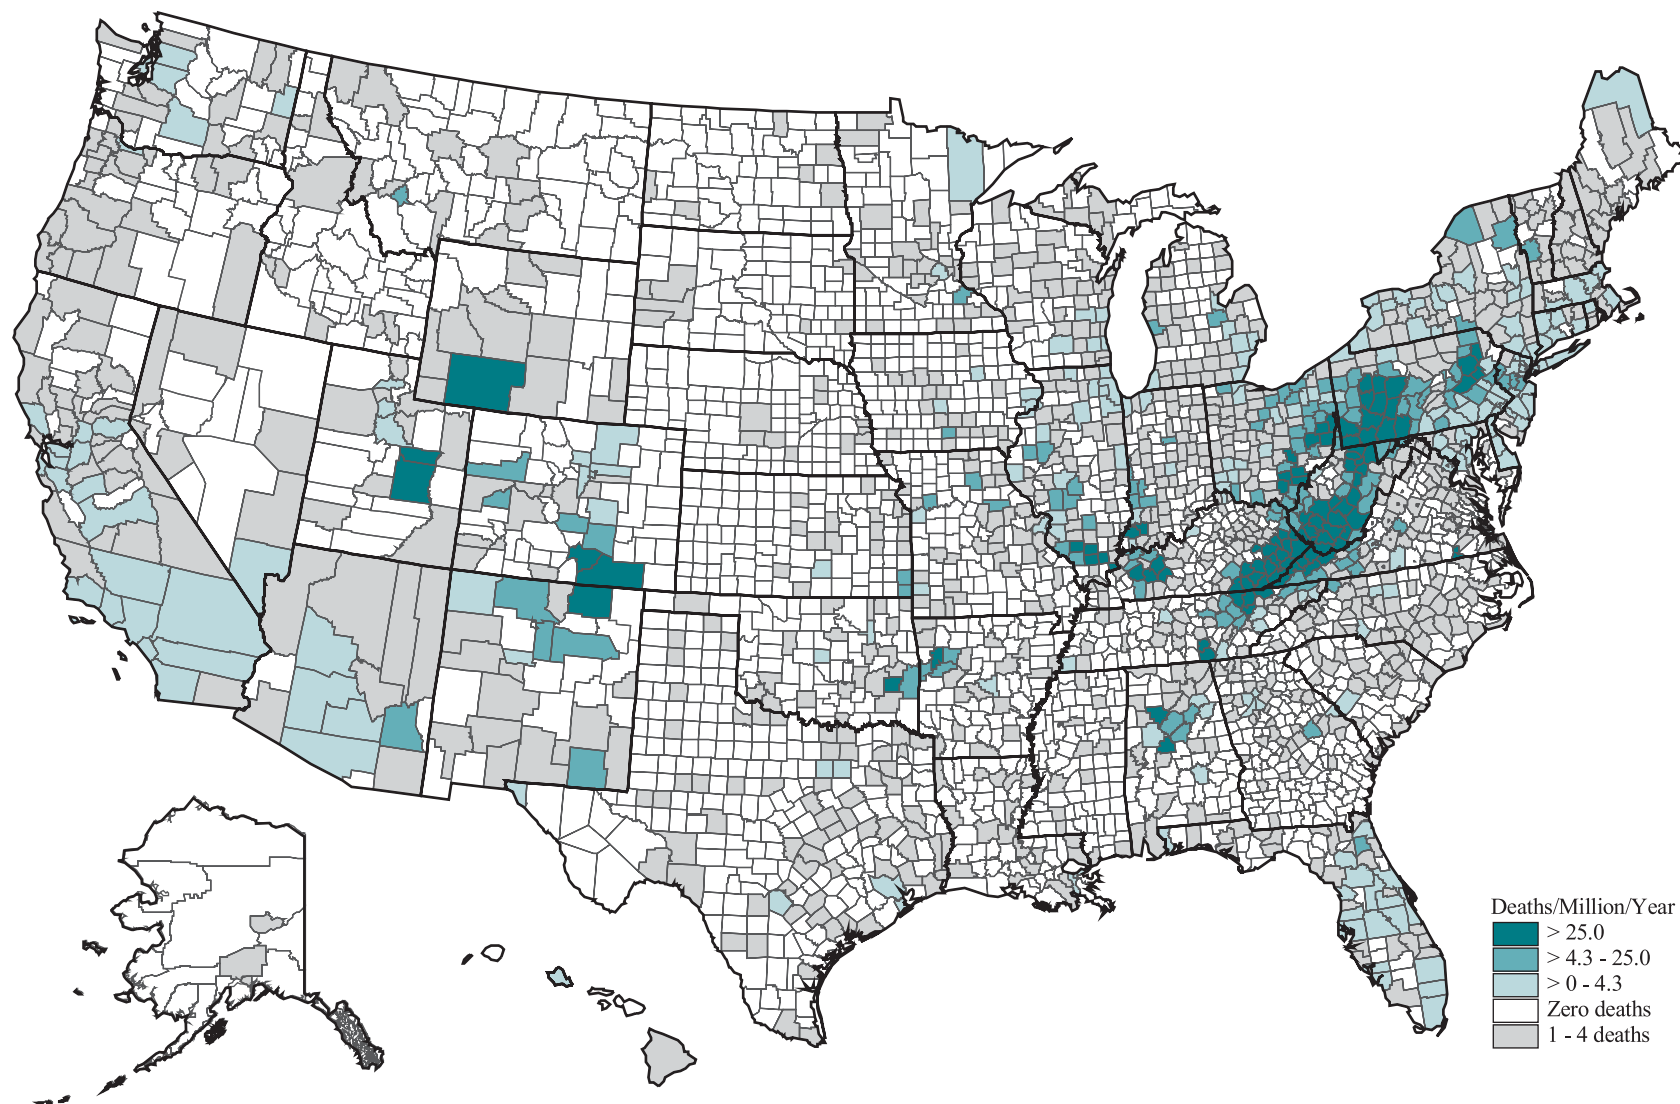 Deaths/Million/Year
> 25.0
> 4.3 - 25.0
> 0 - 4.3
Zero deaths
1 - 4 deaths